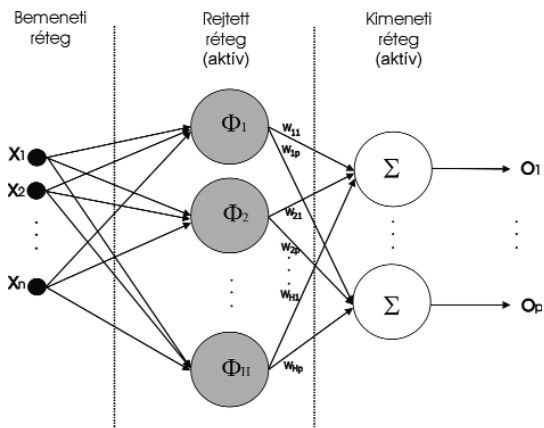 Bemeneti
réteg
Rejtett
réteg
(aktív)
Kimeneti
réteg
(aktív)
X1
X2
Xn
Φ1
Φ2
ΦH
w11
w1p
w21
w2p
wH1
wHp
Σ
Σ
O1
Op